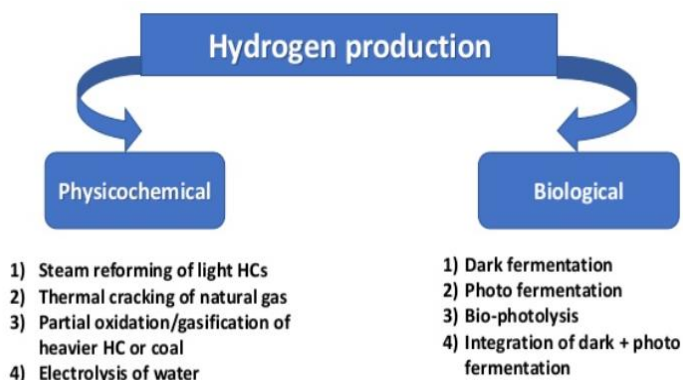 Hydrogen production
Physicochemical
1) Steam reforming of light HCs
2) Thermal cracking of natural gas
3) Partial oxidation/gasification of
heavier HC or coal
4) Electrolysis of water
Biological
1) Dark fermentation
2) Photo fermentation
3) Bio-photolysis
4) Integration of dark + photo
fermentation